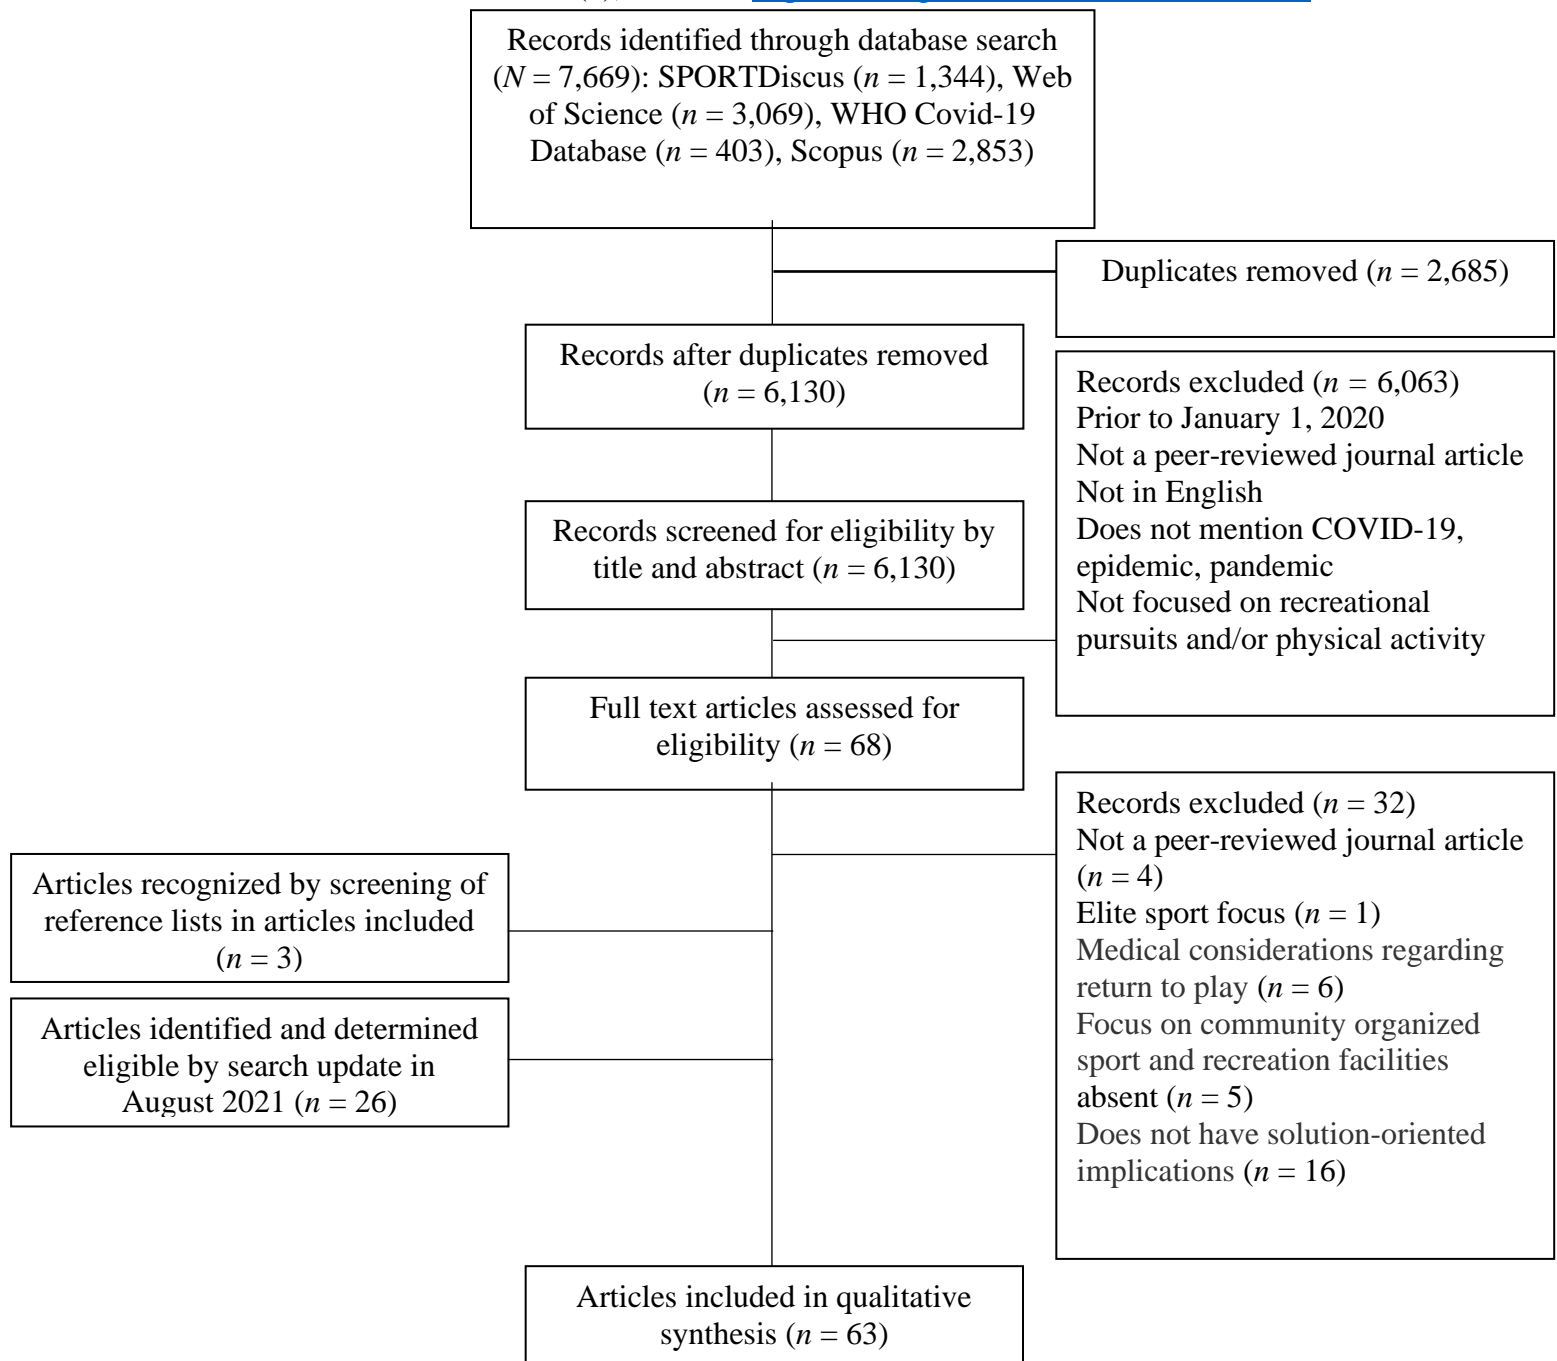 Records identified through database search
(N = 7,669): SPORTDiscus (n = 1,344), Web
of Science (n = 3,069), WHO Covid-19
Database (n = 403), Scopus (n = 2,853)
Duplicates removed (n = 2,685)
Records after duplicates removed
(n = 6,130)
Records excluded (n = 6,063)
Prior to January 1, 2020
Not a peer-reviewed journal article
Not in English
Does not mention COVID-19,
epidemic, pandemic
Not focused on recreational
pursuits and/or physical activity
Records screened for eligibility by
title and abstract (n = 6,130)
Full text articles assessed for
eligibility (n = 68)
Records excluded (n = 32)
Not a peer-reviewed journal article
(n = 4)
Elite sport focus (n = 1)
Medical considerations regarding
return to play (n = 6)
Focus on community organized
sport and recreation facilities
absent (n = 5)
Does not have solution-oriented
implications (n = 16)
Articles recognized by screening of
reference lists in articles included
(n = 3)
Articles identified and determined
eligible by search update in
August 2021 (n = 26)
Articles included in qualitative
synthesis (n = 63)